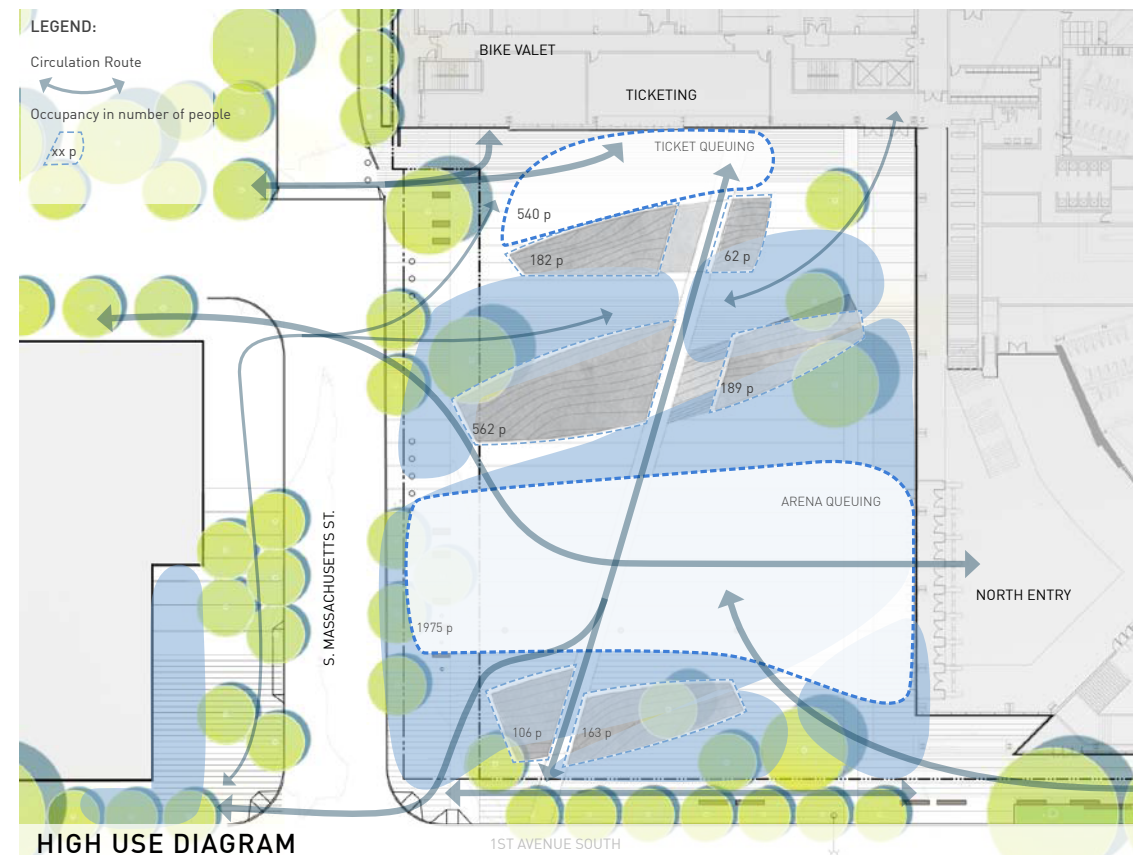 LEGEND:
Circulation Route
Occupancy in number of people
xx p
BIKE VALET
TICKETING
TICKET QUEUING
540 p
182 p
62 p
189 p
562 p
ARENA QUEUING
S. MASSACHUSETTS ST.
NORTH ENTRY
1975 p
106 p
163 p
HIGH USE DIAGRAM
1ST AVENUE SOUTH